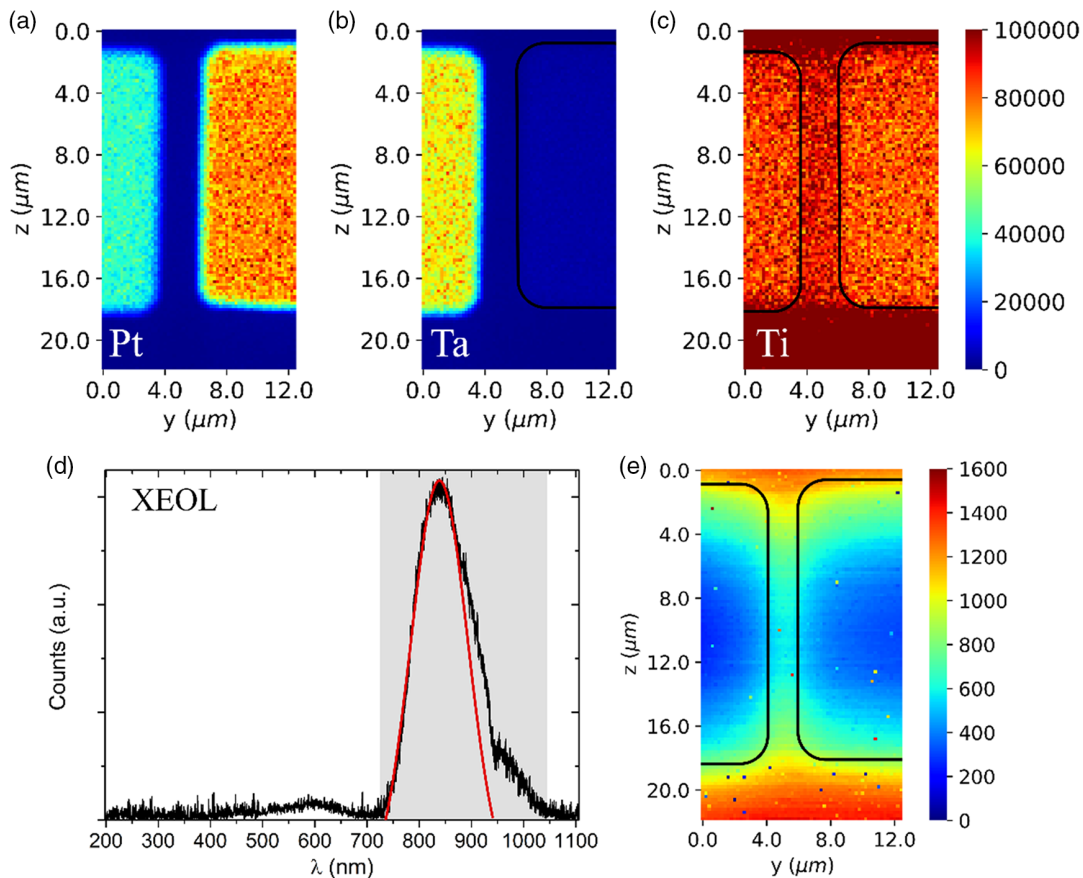 (a) (b) (c)
0.0 4.0 8.0 12.0 16.0 20.0
z (μm)
Pt
0.0 4.0 8.0 12.0
y (μm)
0.0 4.0 8.0 12.0 16.0 20.0
z (μm)
Ta
0.0 4.0 8.0 12.0
y (μm)
0.0 4.0 8.0 12.0 16.0 20.0
z (μm)
Ti
0.0 4.0 8.0 12.0
y (μm)
100000
80000
60000
40000
20000
0
(d)
XEOL
Counts (a.u.)
200 300 400 500 600 700 800 900 1000 1100
λ (nm)
(e)
0.0 4.0 8.0 12.0 16.0 20.0
z (μm)
0.0 4.0 8.0 12.0
y (μm)
1600
1400
1200
1000
800
600
400
200
0